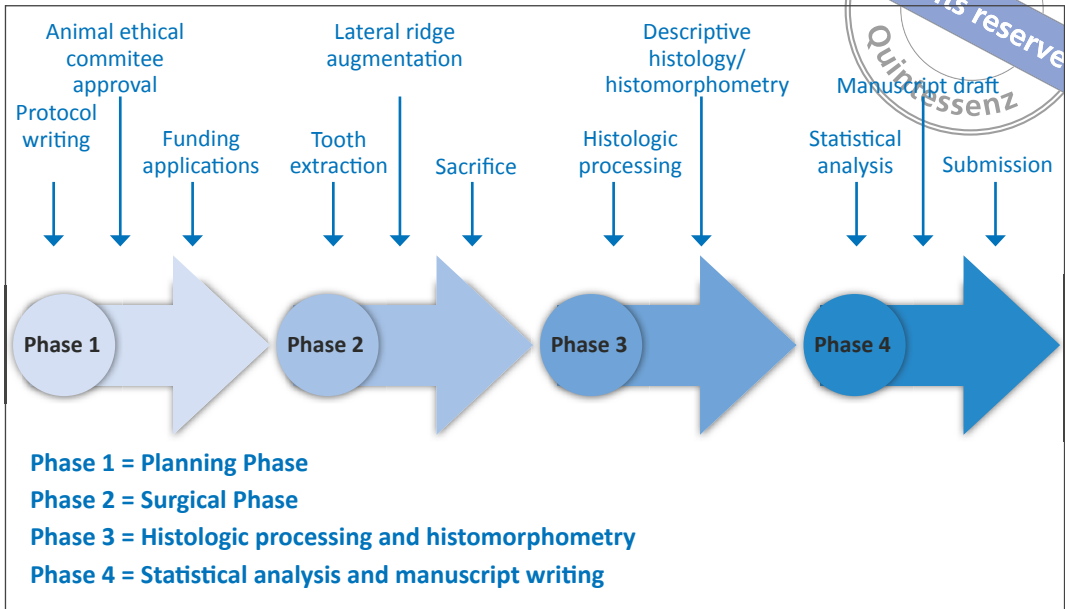 Animal ethical
commitee
approval
Protocol
writing
Funding
applications
Lateral ridge
augmentation
Tooth
extraction
Sacrifice
Descriptive
histology/
histomorphometry
Histologic
processing
Manuscript draft
Statistical
analysis
Submission
Phase 1
Phase 2
Phase 3
Phase 4
Phase 1 = Planning Phase
Phase 2 = Surgical Phase
Phase 3 = Histologic processing and histomorphometry
Phase 4 = Statistical analysis and manuscript writing
Quintessenz